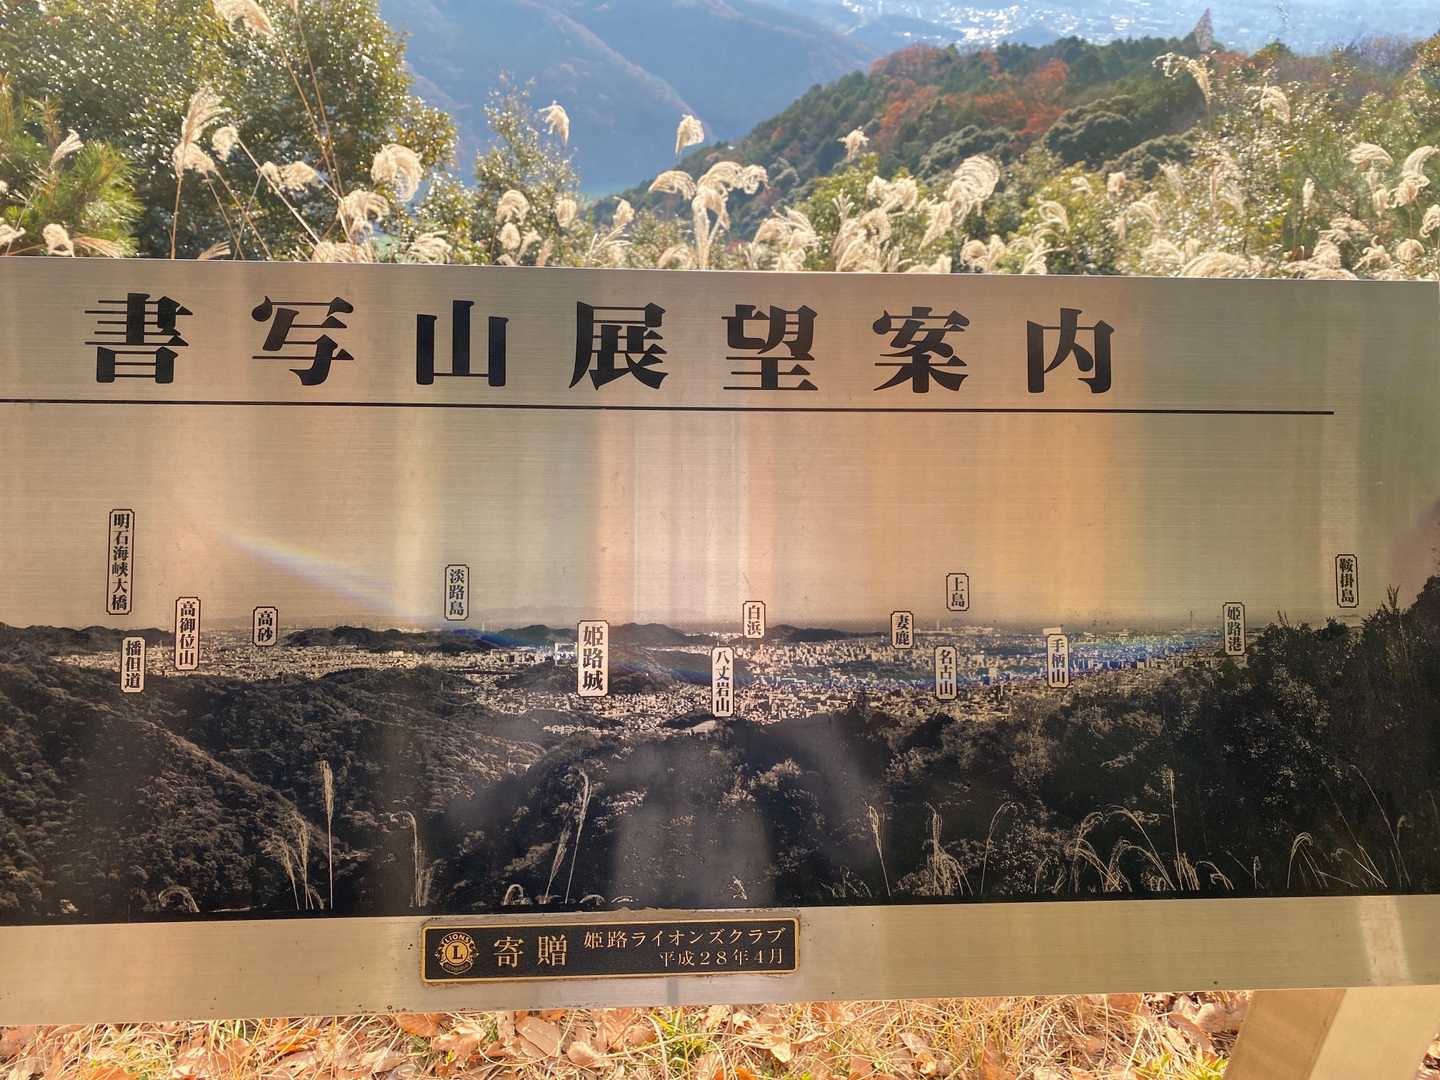 書写山展望案内
明石海峡大橋
播但道
高御位山
高砂
淡路島
姫路城
八丈岩山
白浜
妻鹿
名古山
上島
手柄山
姫路港
鞍掛島
LIONS
L
寄贈 姫路ライオンズクラブ
平成28年4月